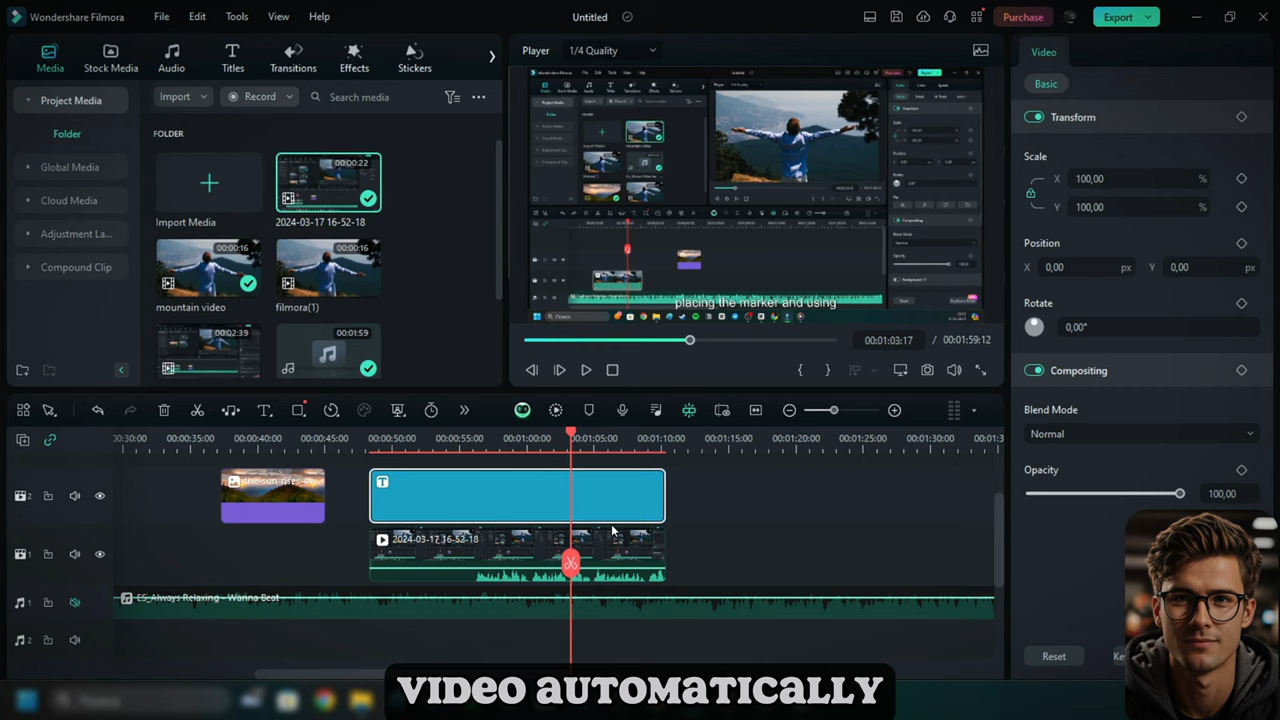 Wondershare Filmora File Edit Tools View Help Untitled Purchase Export
Media Stock Media Audio Titles Transitions Effects Stickers
Player 1/4 Quality
Video
Basic
Project Media
Folder
Global Media
Cloud Media
Adjustment La...
Compound Clip
Import Record Search media
FOLDER
Import Media
00:00:22
2024-03-17 16-52-18
00:00:16
mountain video
00:00:16
filmora(1)
00:02:39
00:01:59
placing the marker and using
00:01:03:17 / 00:01:59:12
Transform
Scale
X 100,00 %
Y 100,00 %
Position
X 0,00 px Y 0,00 px
Rotate
0,00°
Compositing
Blend Mode
Normal
Opacity
100,00
Reset
00:30:00 00:00:35:00 00:00:40:00 00:00:45:00 00:00:50:00 00:00:55:00 00:01:00:00 00:01:05:00 00:01:10:00 00:01:15:00 00:01:20:00 00:01:25:00 00:01:30:00 00:01:3
2
T
1 2024-03-17 16-52-18
1 ES_Always Relaxing - Wanna Beat
2
VIDEO AUTOMATICALLY